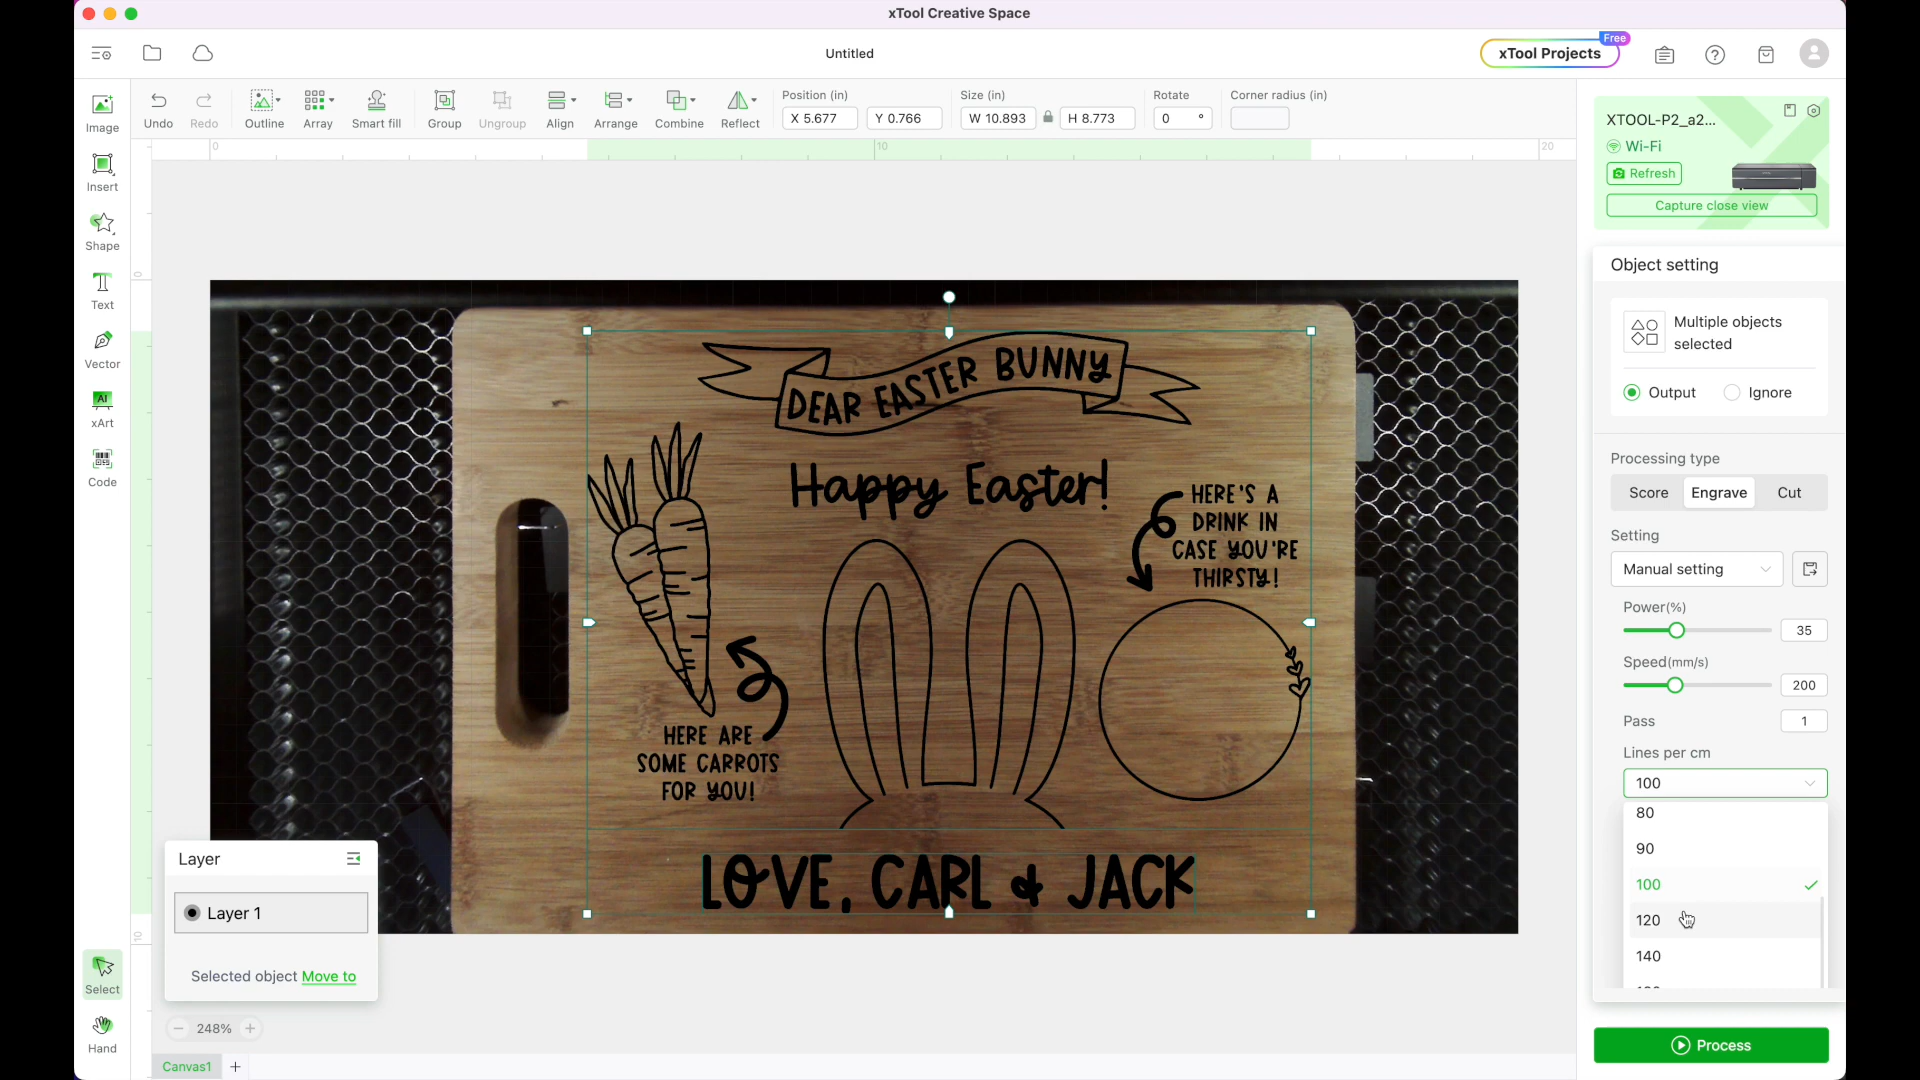 xTool Creative Space
Untitled
xTool Projects
Free
Image
Insert
Shape
Text
Vector
AI
xArt
Code
Select
Hand
Undo
Redo
Outline
Array
Smart fill
Group
Ungroup
Align
Arrange
Combine
Reflect
Position (in)
X 5.677
Y 0.766
Size (in)
W 10.893
H 8.773
Rotate
0 °
Corner radius (in)
0
10
20
0
10
DEAR EASTER BUNNY
Happy Easter!
HERE'S A
DRINK IN
CASE YOU'RE
THIRSTY!
HERE ARE
SOME CARROTS
FOR YOU!
LOVE, CARL & JACK
Layer
Layer 1
Selected object Move to
248%
Canvas1
XTOOL-P2_a2...
Wi-Fi
Refresh
Capture close view
Object setting
Multiple objects
selected
Output
Ignore
Processing type
Score
Engrave
Cut
Setting
Manual setting
Power(%)
35
Speed(mm/s)
200
Pass
1
Lines per cm
100
80
90
100
120
140
Process